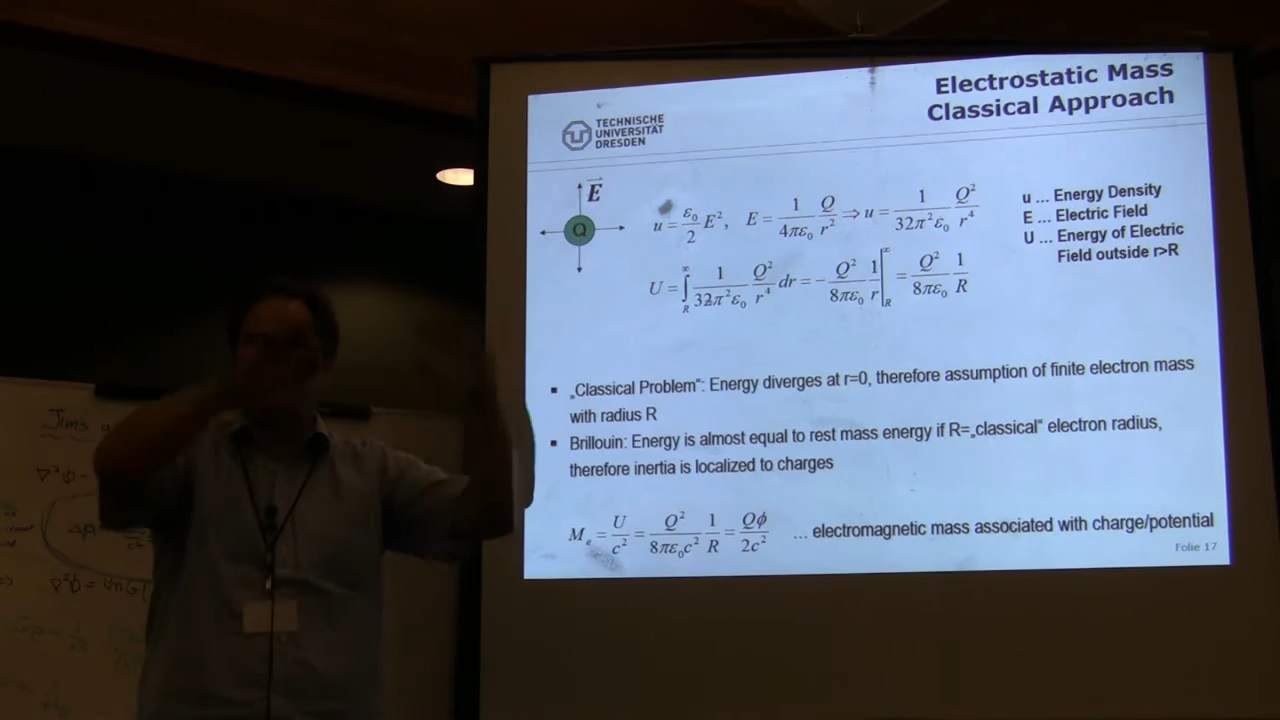 Electrostatic Mass
Classical Approach
TECHNISCHE
UNIVERSITÄT
DRESDEN
E
Q
u = ε₀/2 E², E = 1/4πε₀ Q/r² ⇒ u = 1/32π²ε₀ Q²/r⁴
u ... Energy Density
E ... Electric Field
U ... Energy of Electric
Field outside r>R
U = ∫_R^∞ 1/32π²ε₀ Q²/r⁴ dr = − Q²/8πε₀ 1/r |_R^∞ = Q²/8πε₀ 1/R
▪ „Classical Problem“: Energy diverges at r=0, therefore assumption of finite electron mass
with radius R
▪ Brillouin: Energy is almost equal to rest mass energy if R=„classical“ electron radius,
therefore inertia is localized to charges
Mₑ = U/c² = Q²/8πε₀c² 1/R = Qϕ/2c² ... electromagnetic mass associated with charge/potential
Folie 17
Jim's